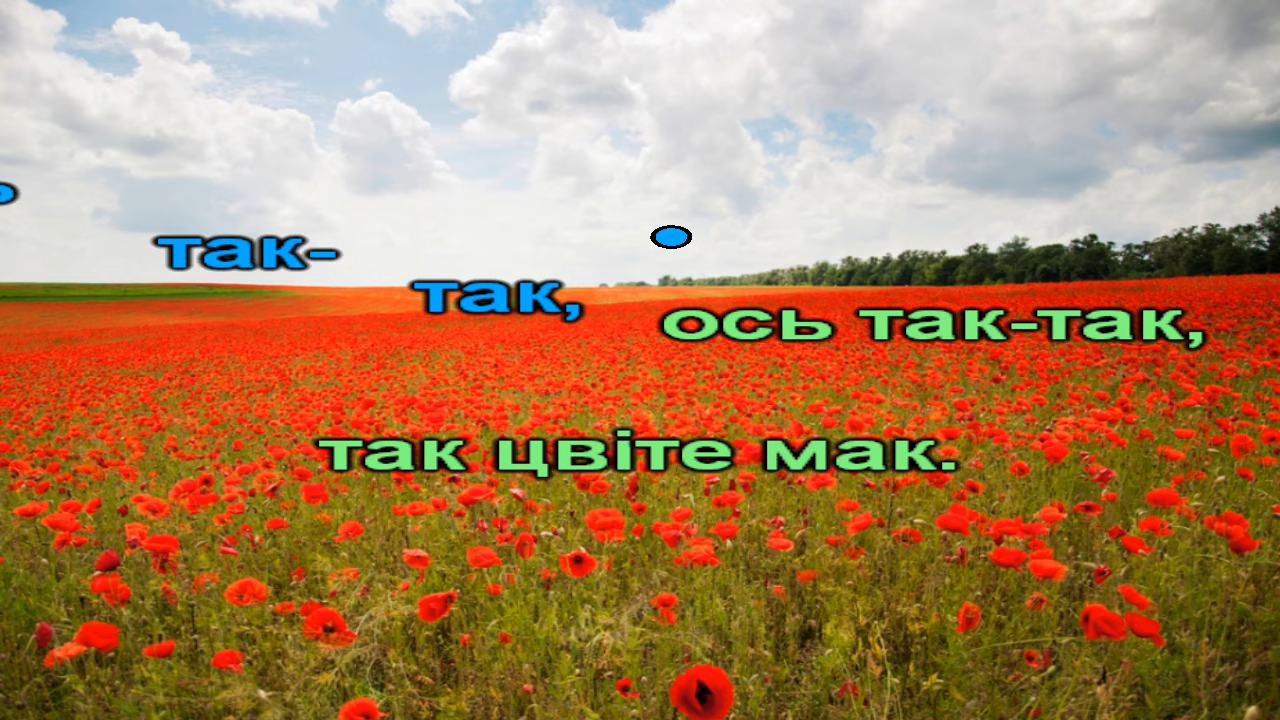 так-
так,
ось так-так,
так цвіте мак.